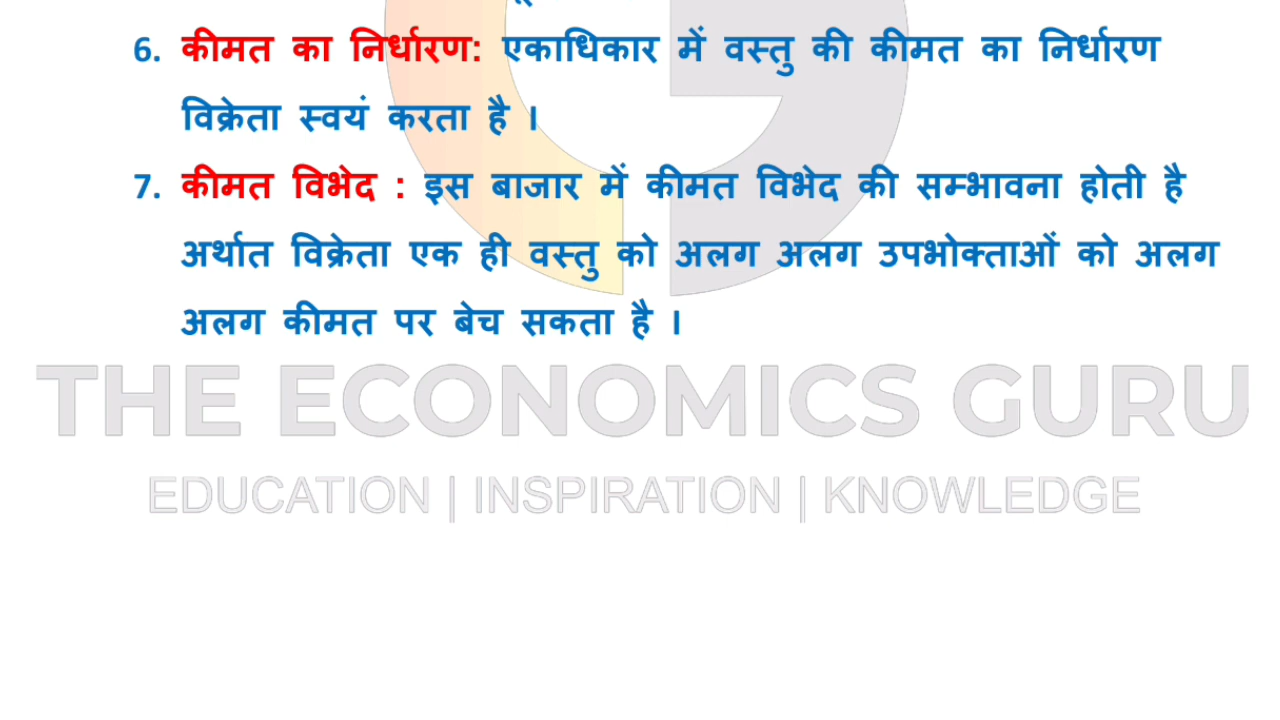 6. कीमत का निर्धारण: एकाधिकार में वस्तु की कीमत का निर्धारण
विक्रेता स्वयं करता है ।
7. कीमत विभेद : इस बाजार में कीमत विभेद की सम्भावना होती है
अर्थात विक्रेता एक ही वस्तु को अलग अलग उपभोक्ताओं को अलग
अलग कीमत पर बेच सकता है ।
THE ECONOMICS GURU
EDUCATION | INSPIRATION | KNOWLEDGE